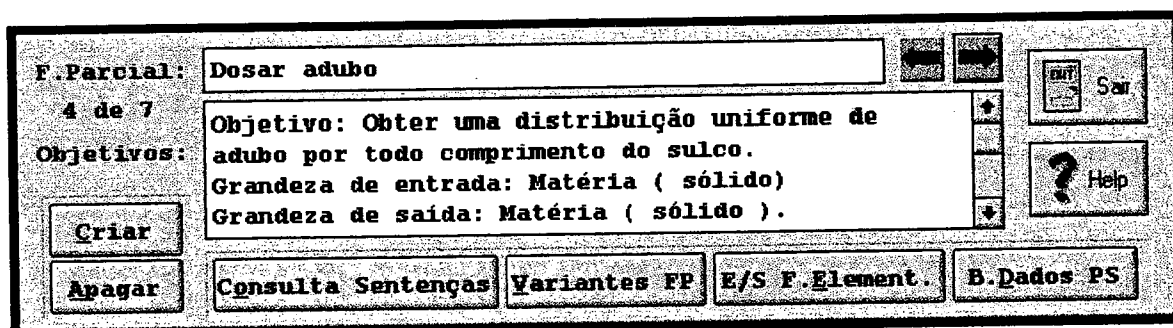 F.Parcial: Dosar adubo
4 de 7
Objetivos:
Objetivo: Obter uma distribuição uniforme de
adubo por todo comprimento do sulco.
Grandeza de entrada: Matéria ( sólido)
Grandeza de saída: Matéria ( sólido ).
OUT Sair
? Help
Criar
Apagar
Consulta Sentenças Variantes FP E/S F.Element. B.Dados PS